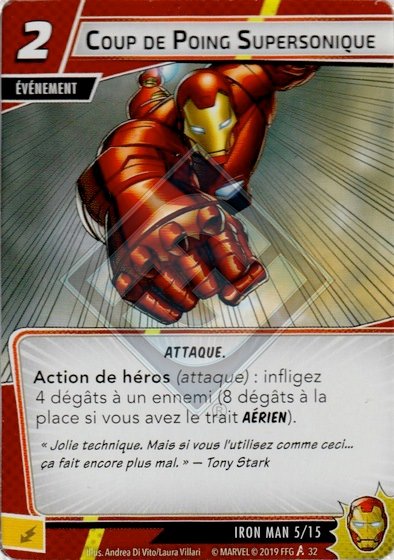 2
COUP DE POING SUPERSONIQUE
ÉVÉNEMENT
ATTAQUE.
Action de héros (attaque) : infligez
4 dégâts à un ennemi (8 dégâts à la
place si vous avez le trait AÉRIEN).
« Jolie technique. Mais si vous l'utilisez comme ceci...
ça fait encore plus mal. » — Tony Stark
IRON MAN 5/15
Illus. Andrea Di Vito/Laura Villari © MARVEL © 2019 FFG 32